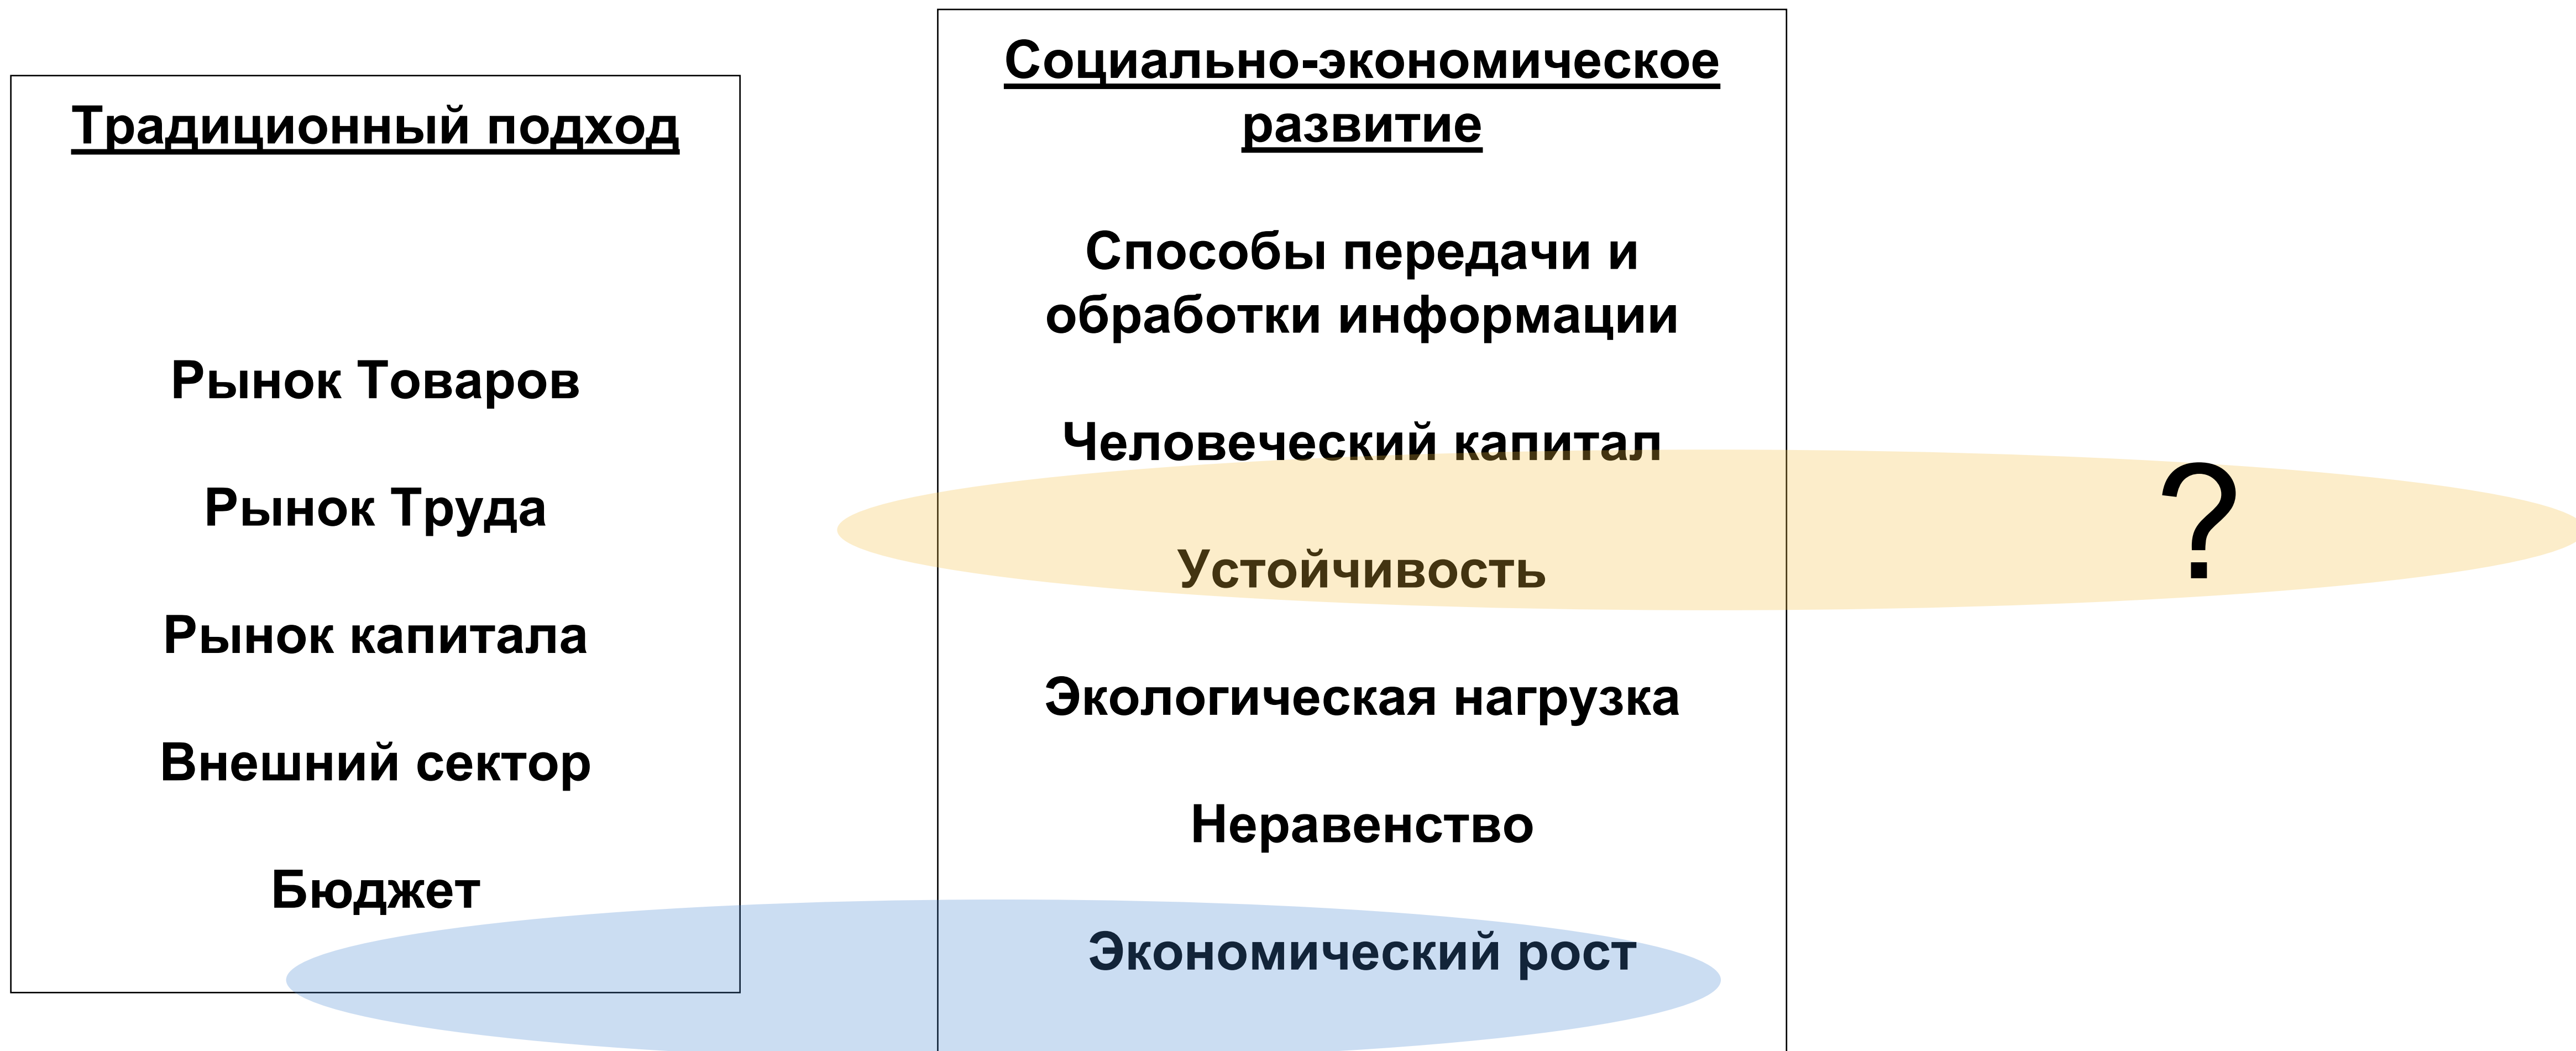 Традиционный подход
Рынок Товаров
Рынок Труда
Рынок капитала
Внешний сектор
Бюджет
Социально-экономическое
развитие
Способы передачи и
обработки информации
Человеческий капитал
Устойчивость
Экологическая нагрузка
Неравенство
Экономический рост
?